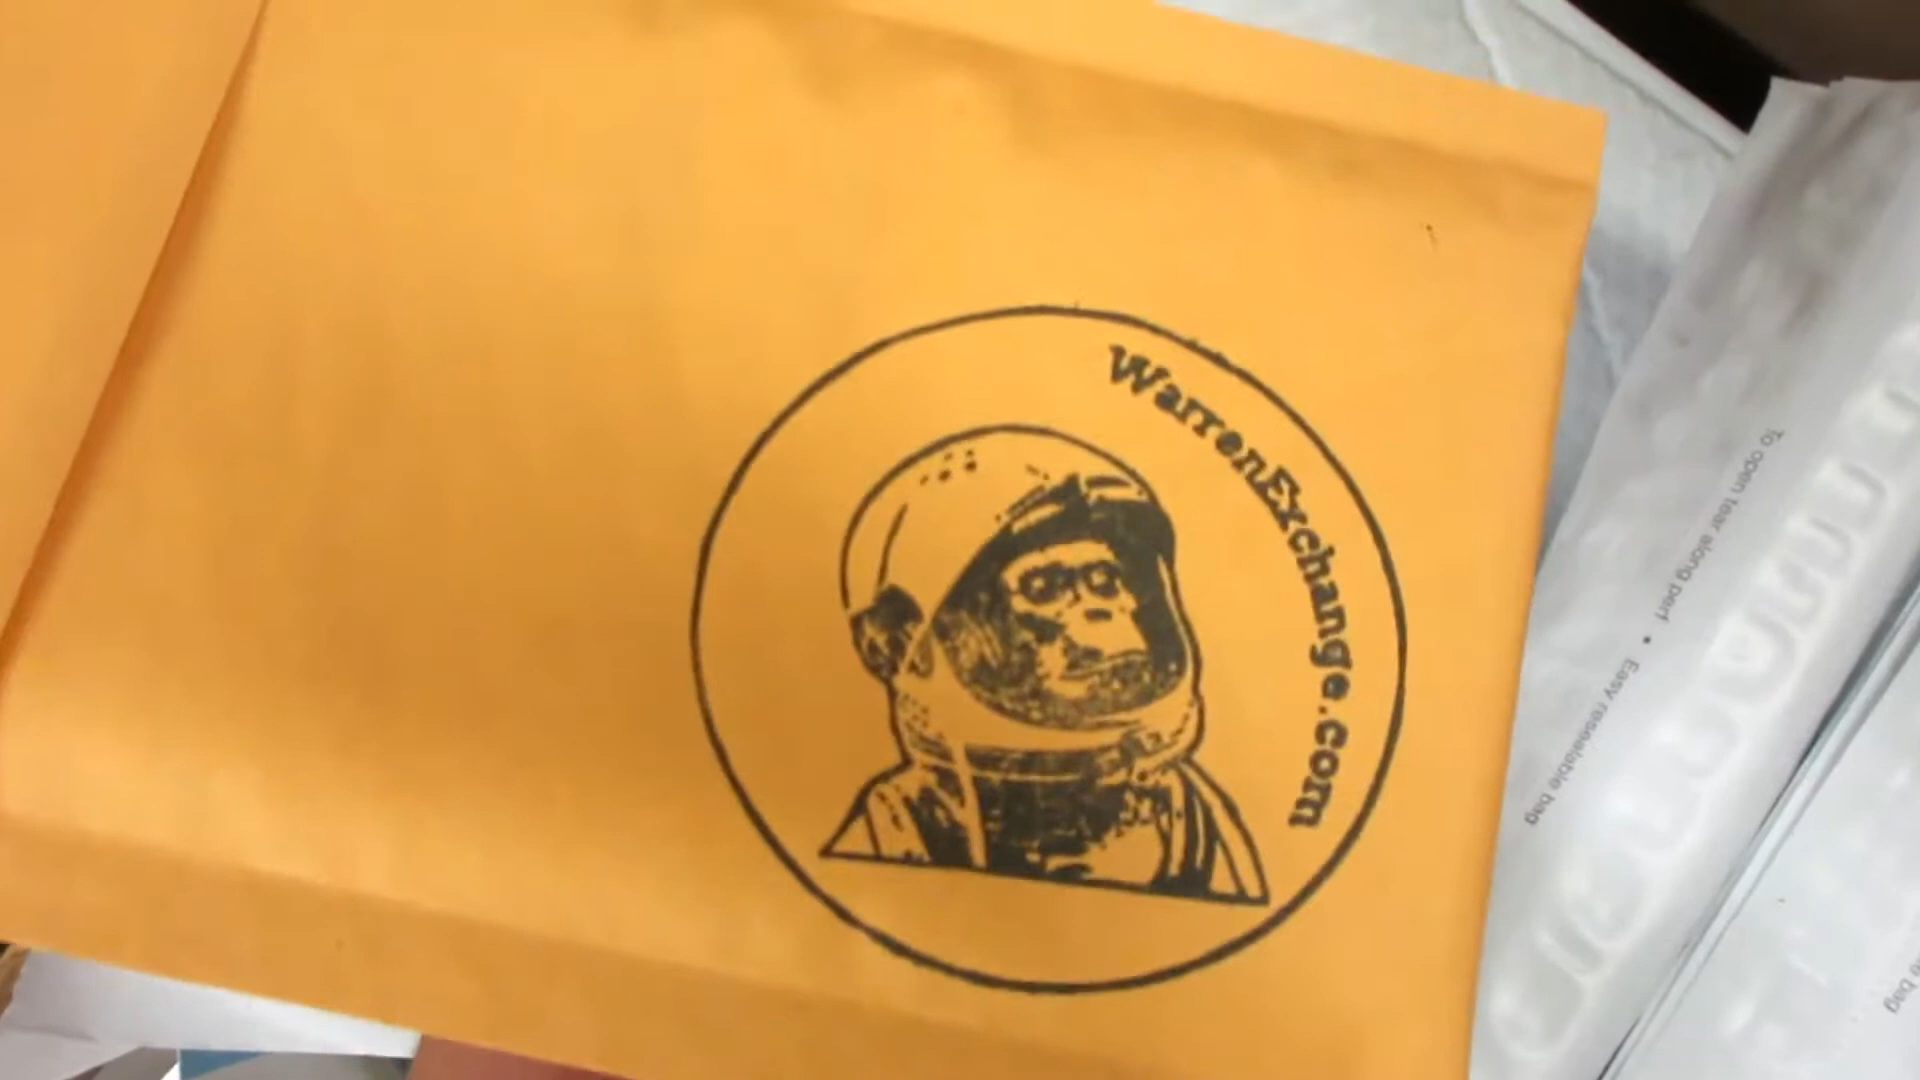 WarrenExchange.com
To open tear along perf • Easy resealable bag
bag